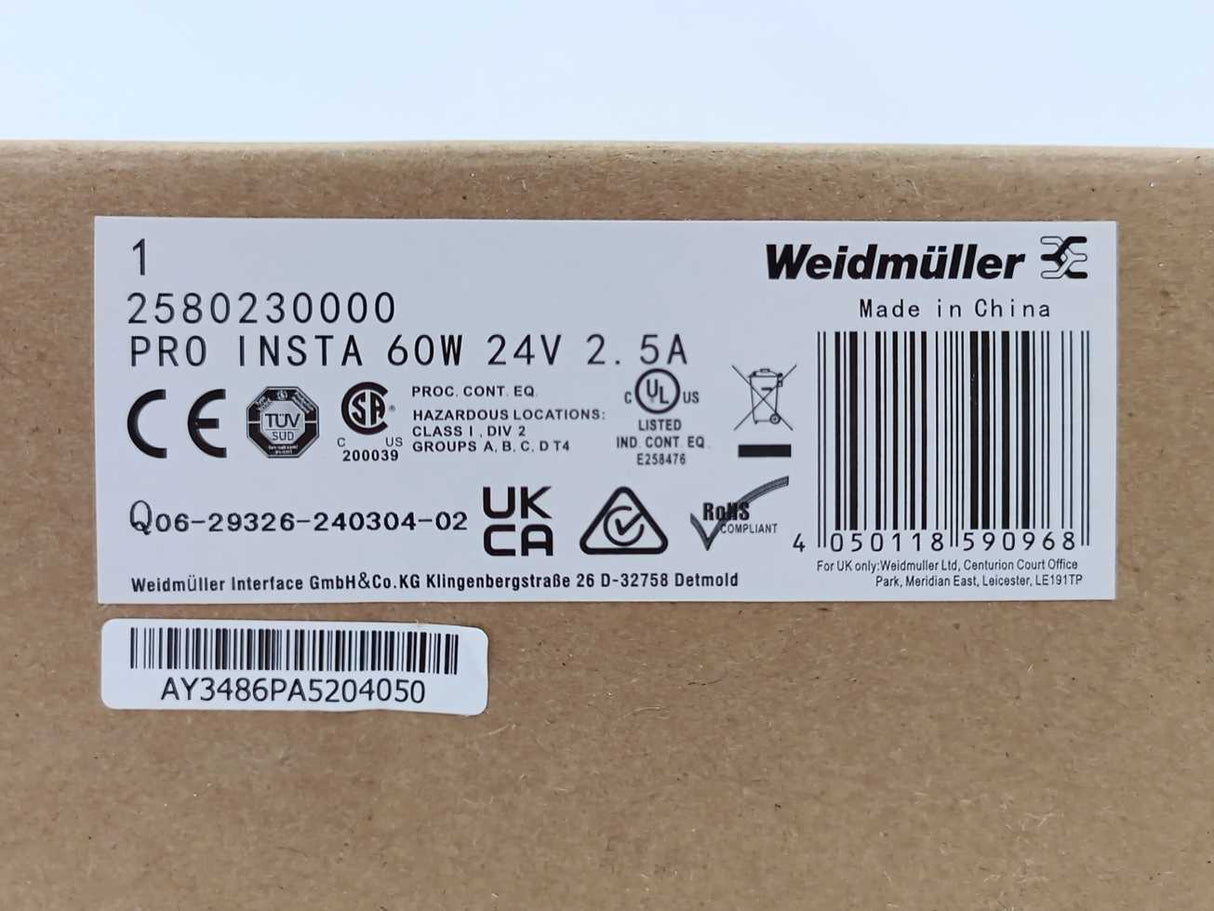 1
Weidmüller
2580230000
Made in China
PRO INSTA 60W 24V 2.5A
CE
TÜV
SÜD
SA
C US
200039
PROC. CONT. EQ.
HAZARDOUS LOCATIONS:
CLASS I, DIV 2
GROUPS A, B, C, D T4
C UL US
LISTED
IND. CONT. EQ.
E258476
Q06-29326-240304-02
UK
CA
RoHS
COMPLIANT
4 050118 590968
For UK only:Weidmuller Ltd, Centurion Court Office
Park, Meridian East, Leicester, LE191TP
Weidmüller Interface GmbH&Co.KG Klingenbergstraße 26 D-32758 Detmold
AY3486PA5204050